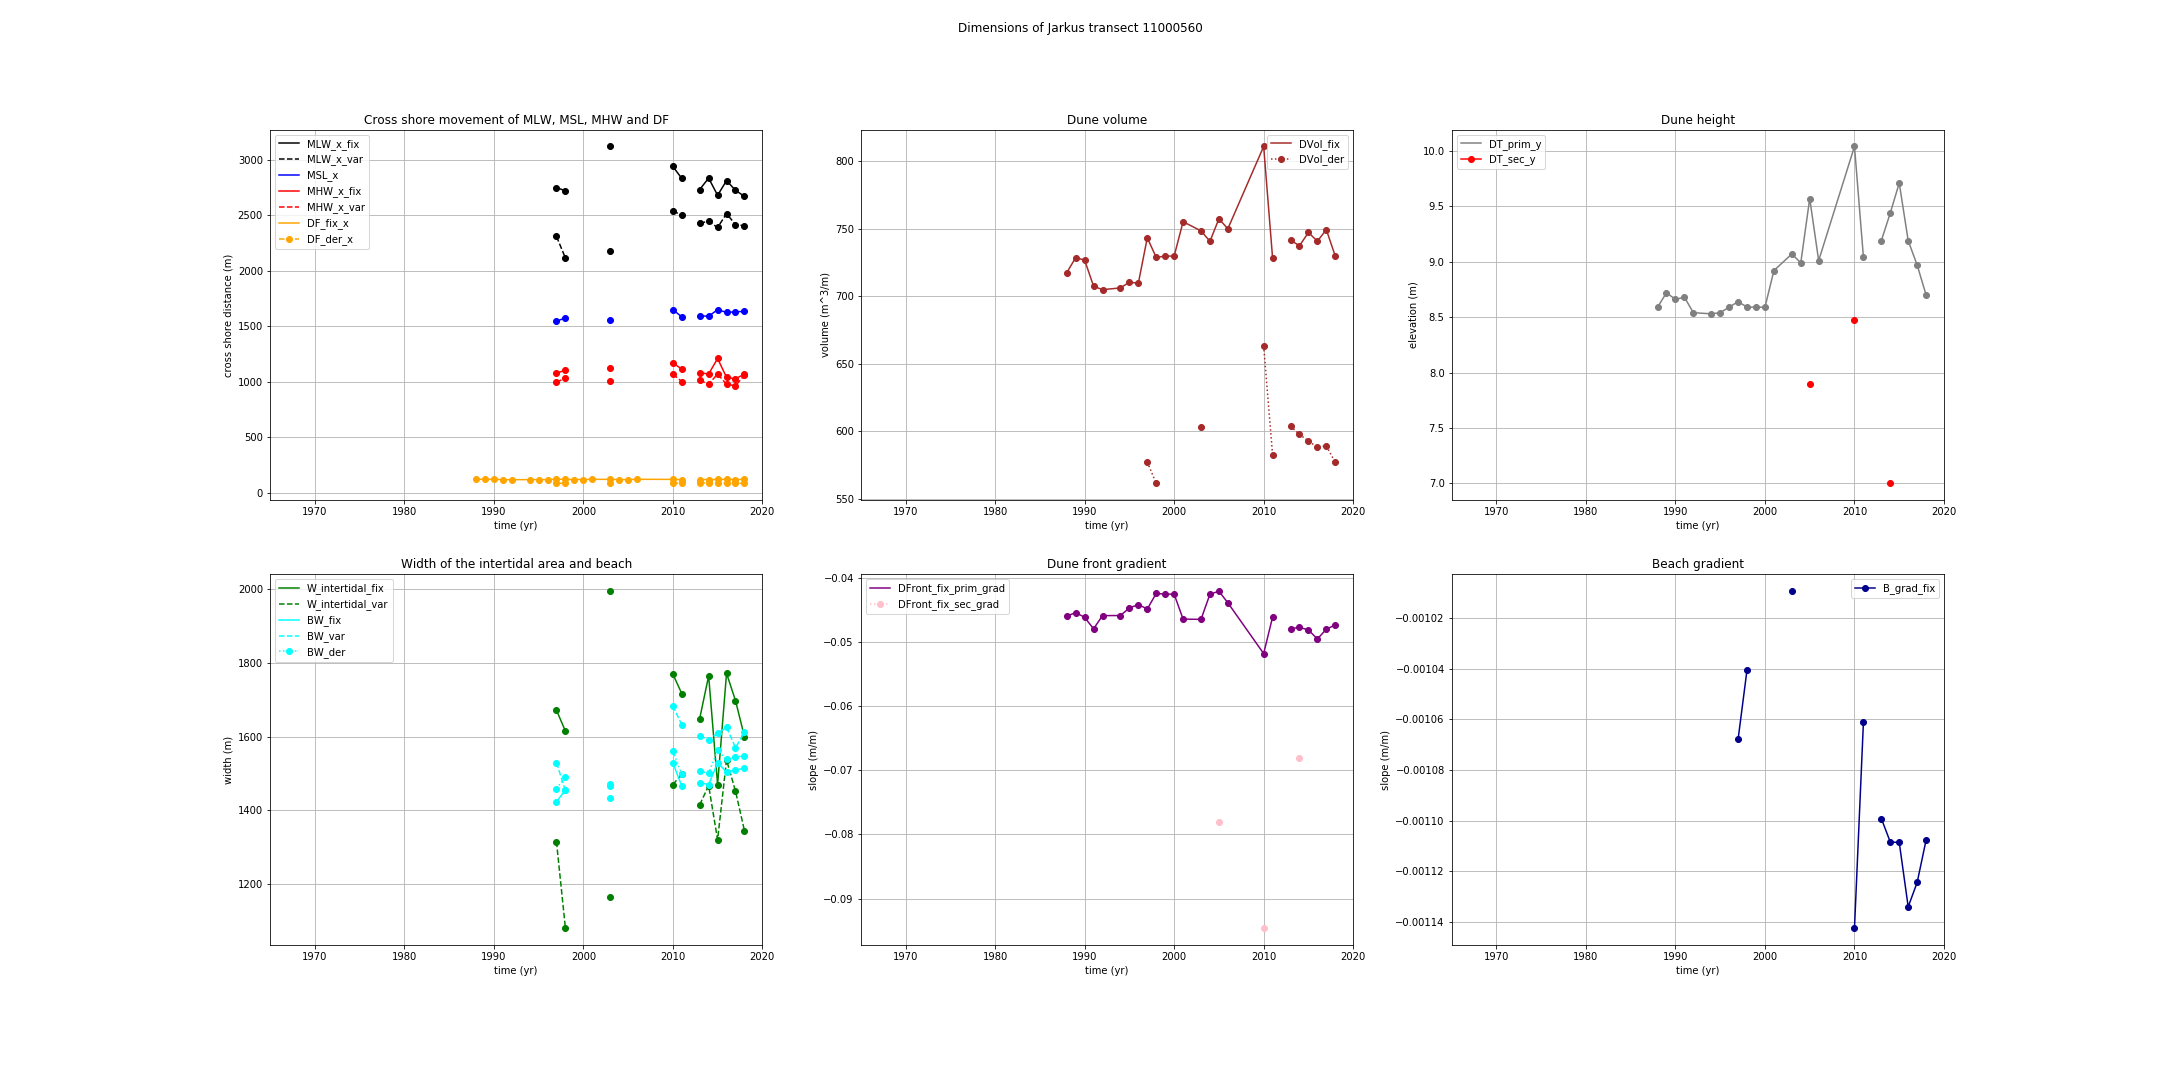 Dimensions of Jarkus transect 11000560
Cross shore movement of MLW, MSL, MHW and DF
MLW_x_fix
MLW_x_var
MSL_x
MHW_x_fix
MHW_x_var
DF_fix_x
DF_der_x
cross shore distance (m)
3000
2500
2000
1500
1000
500
0
1970 1980 1990 2000 2010 2020
time (yr)
Dune volume
DVol_fix
DVol_der
volume (m^3/m)
800
750
700
650
600
550
1970 1980 1990 2000 2010 2020
time (yr)
Dune height
DT_prim_y
DT_sec_y
elevation (m)
10.0
9.5
9.0
8.5
8.0
7.5
7.0
1970 1980 1990 2000 2010 2020
time (yr)
Width of the intertidal area and beach
W_intertidal_fix
W_intertidal_var
BW_fix
BW_var
BW_der
width (m)
2000
1800
1600
1400
1200
1970 1980 1990 2000 2010 2020
time (yr)
Dune front gradient
DFront_fix_prim_grad
DFront_fix_sec_grad
slope (m/m)
−0.04
−0.05
−0.06
−0.07
−0.08
−0.09
1970 1980 1990 2000 2010 2020
time (yr)
Beach gradient
B_grad_fix
slope (m/m)
−0.00102
−0.00104
−0.00106
−0.00108
−0.00110
−0.00112
−0.00114
1970 1980 1990 2000 2010 2020
time (yr)